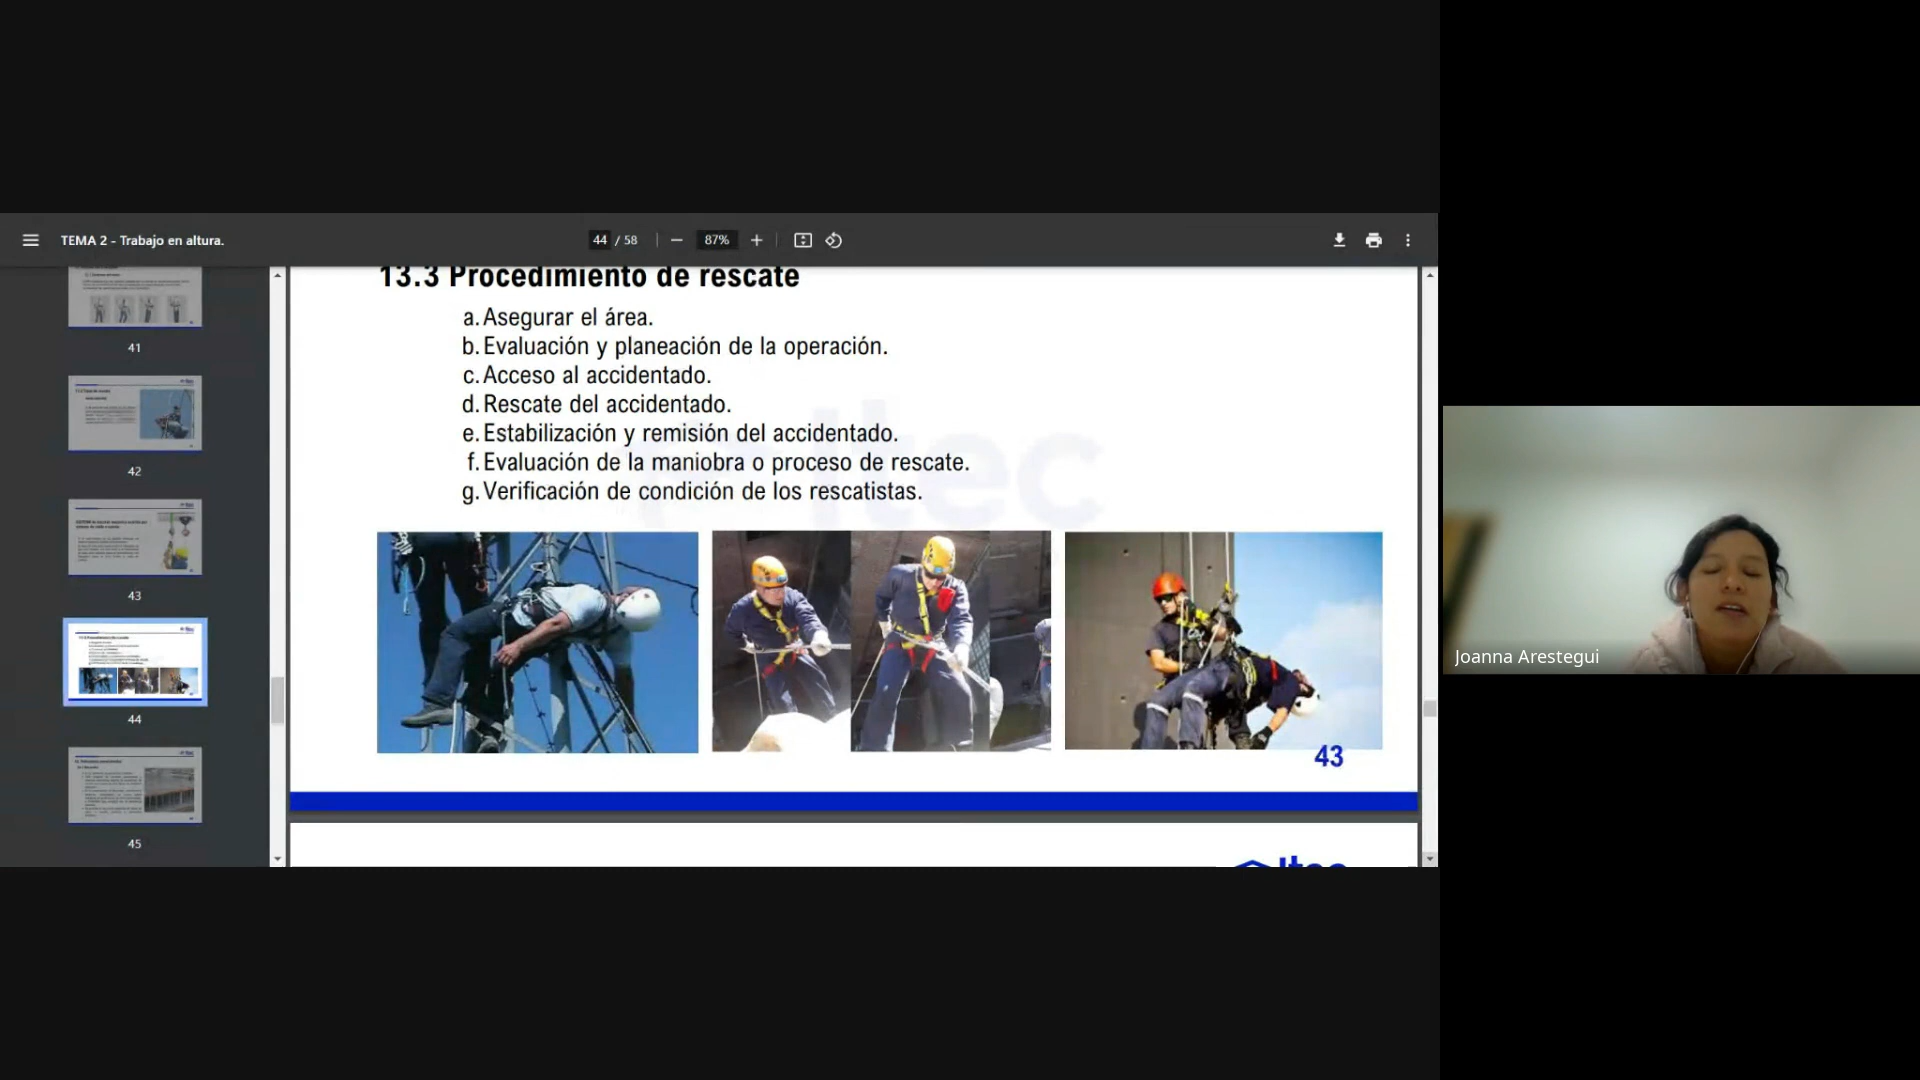 TEMA 2 - Trabajo en altura.
44 / 58
87%
41
42
43
44
45
13.3 Procedimiento de rescate
a. Asegurar el área.
b. Evaluación y planeación de la operación.
c. Acceso al accidentado.
d. Rescate del accidentado.
e. Estabilización y remisión del accidentado.
f. Evaluación de la maniobra o proceso de rescate.
g. Verificación de condición de los rescatistas.
itec
43
Itec
Joanna Arestegui